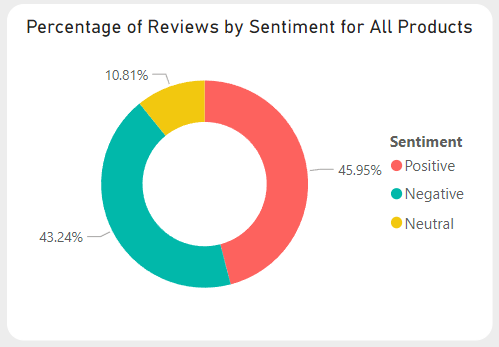 Percentage of Reviews by Sentiment for All Products
10.81%
Sentiment
Positive
45.95%
Negative
Neutral
43.24%